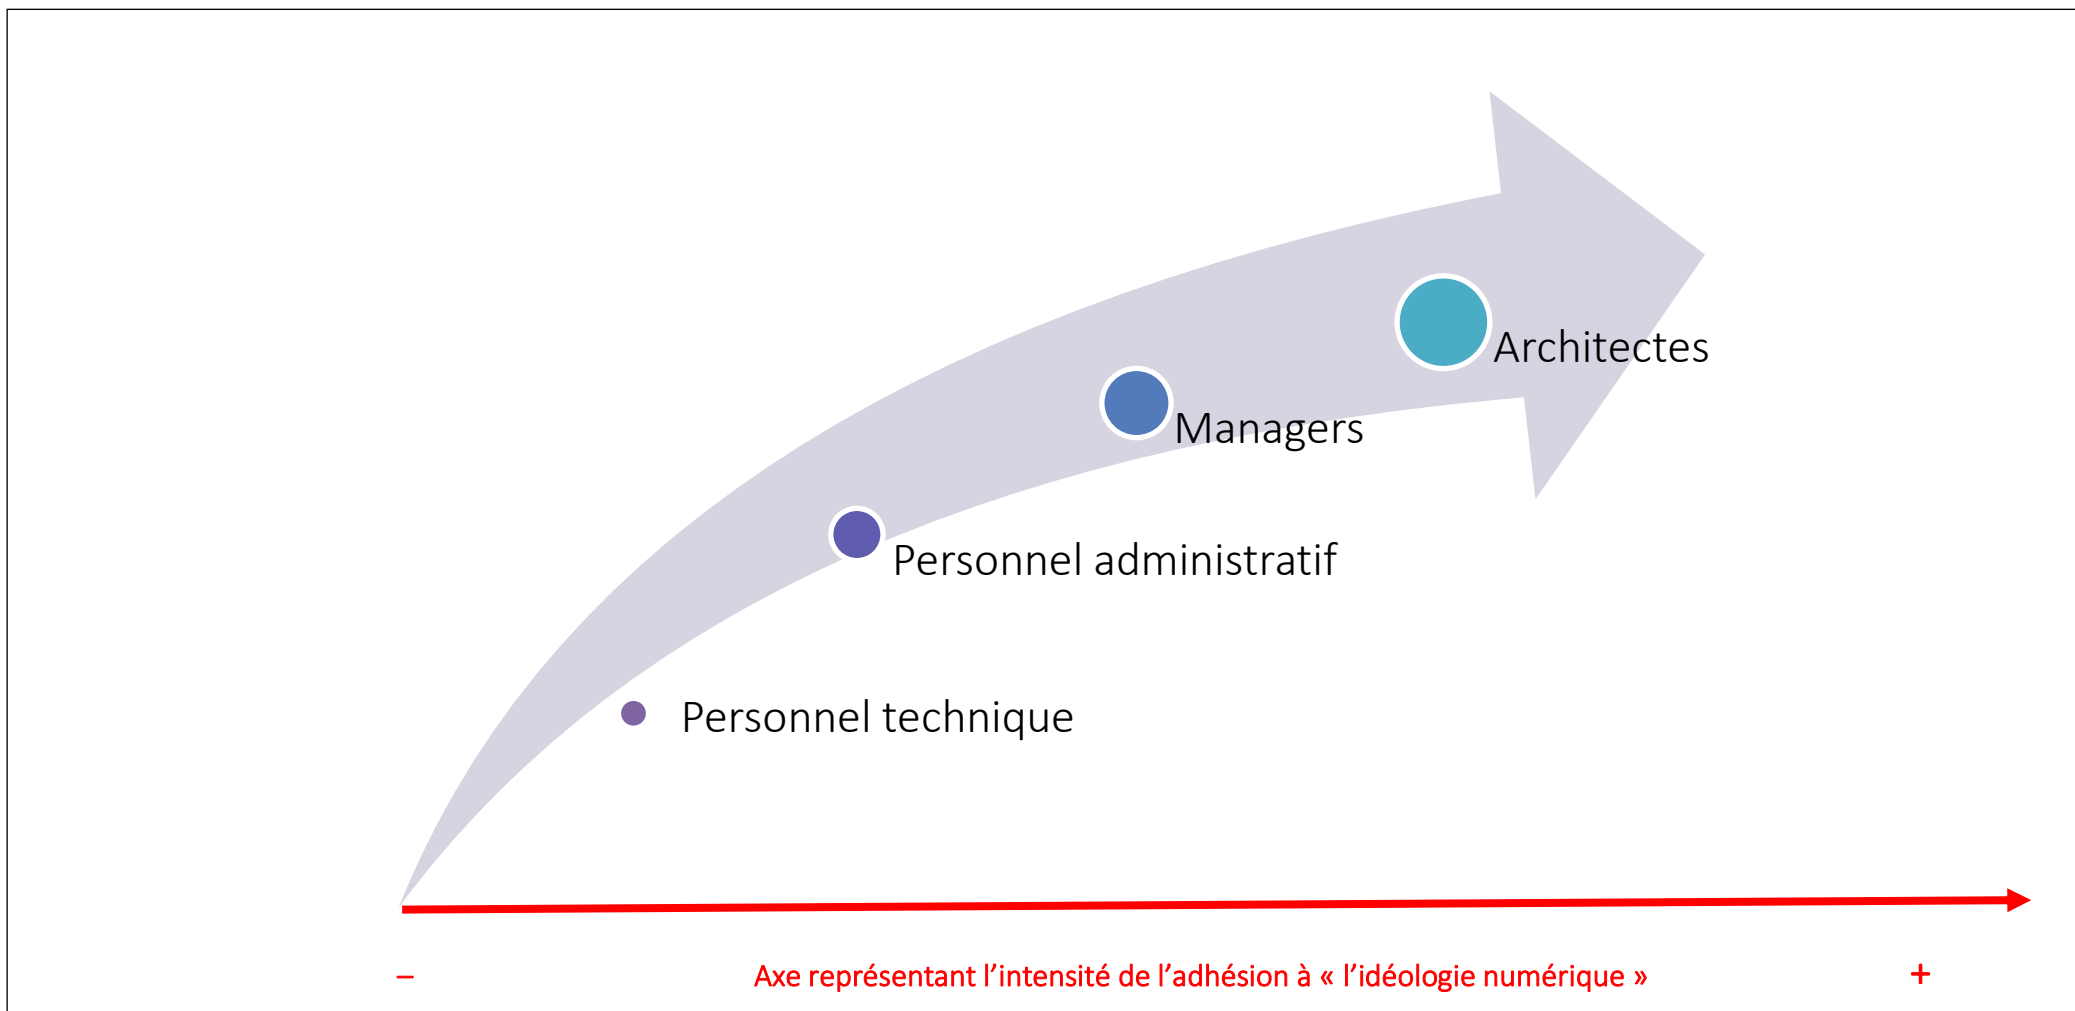 Architectes
Managers
Personnel administratif
Personnel technique
– Axe représentant l’intensité de l’adhésion à « l’idéologie numérique » +